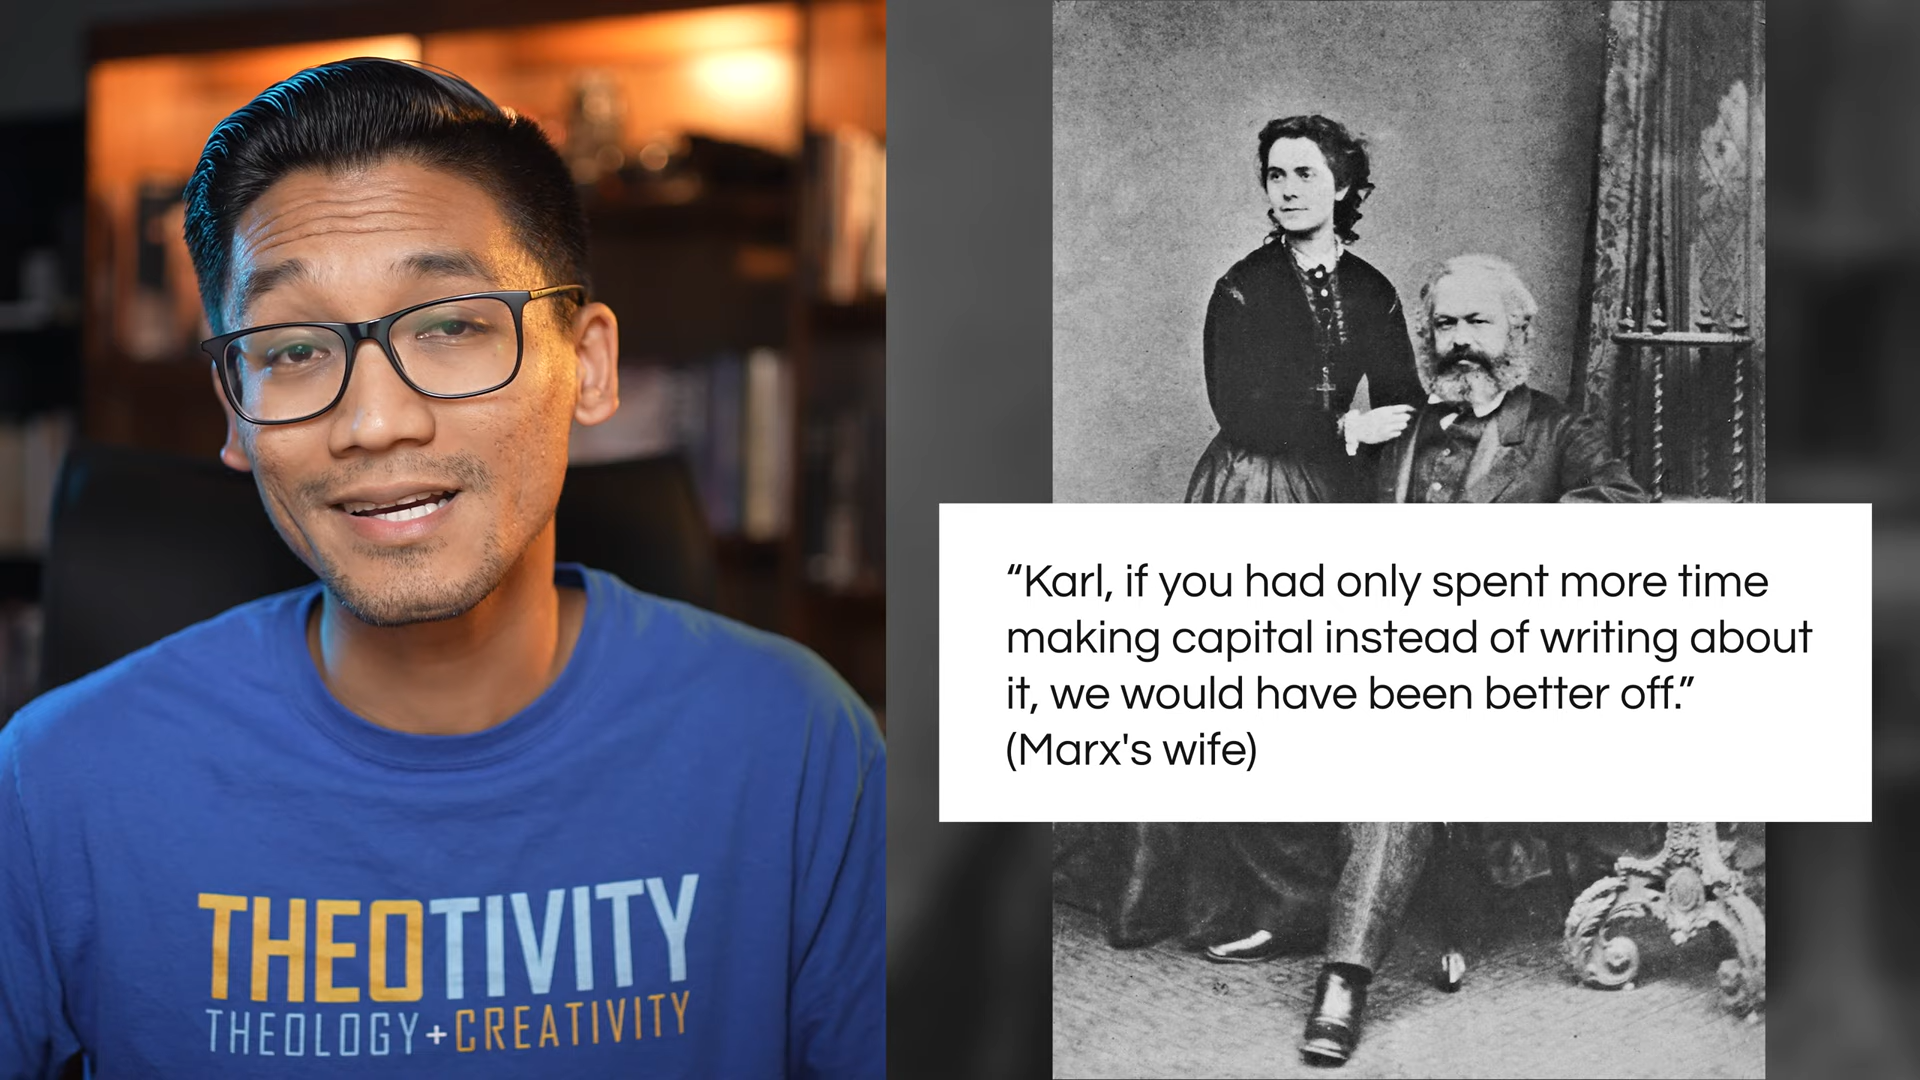 THEOTIVITY
THEOLOGY+CREATIVITY
“Karl, if you had only spent more time
making capital instead of writing about
it, we would have been better off.”
(Marx's wife)